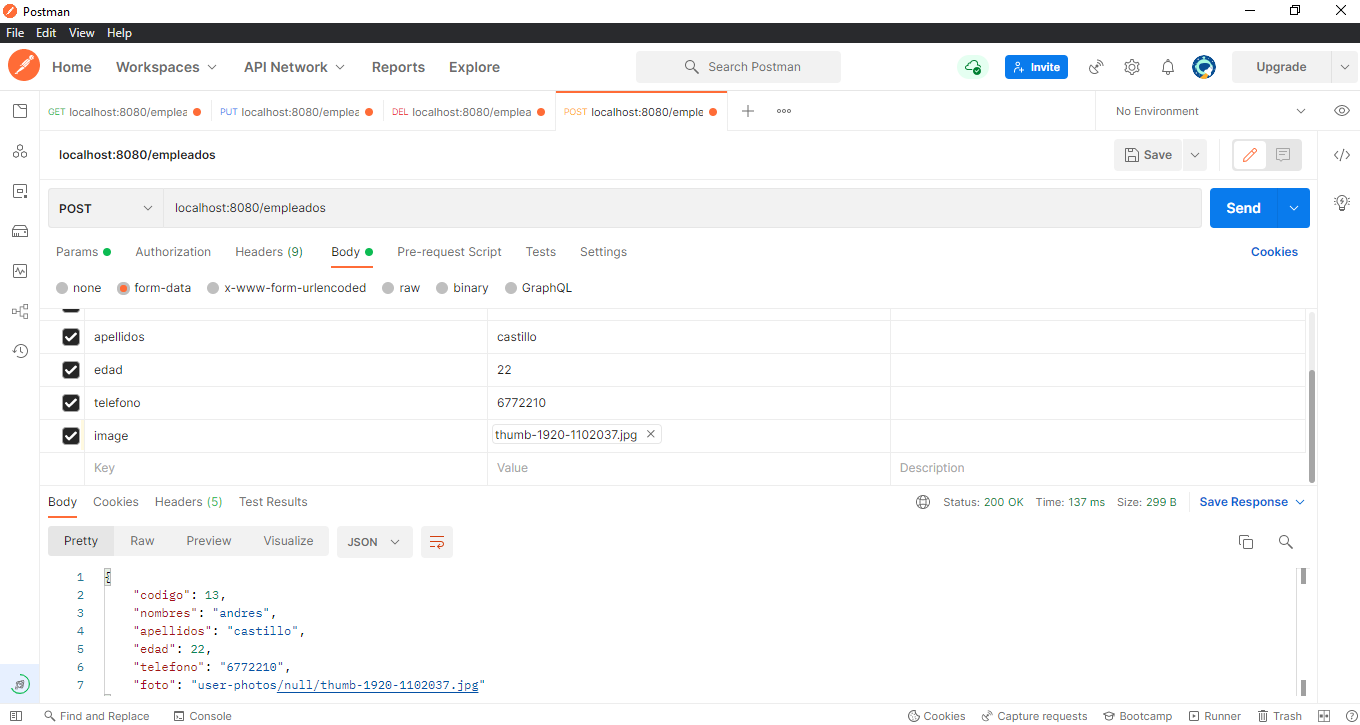 Postman
File Edit View Help
Home Workspaces API Network Reports Explore Search Postman Invite Upgrade
GET localhost:8080/emplea PUT localhost:8080/emplea DEL localhost:8080/emplea POST localhost:8080/emple No Environment
localhost:8080/empleados Save
POST localhost:8080/empleados Send
Params Authorization Headers (9) Body Pre-request Script Tests Settings Cookies
none form-data x-www-form-urlencoded raw binary GraphQL
apellidos castillo
edad 22
telefono 6772210
image thumb-1920-1102037.jpg
Key Value Description
Body Cookies Headers (5) Test Results Status: 200 OK Time: 137 ms Size: 299 B Save Response
Pretty Raw Preview Visualize JSON
1 {
2 "codigo": 13,
3 "nombres": "andres",
4 "apellidos": "castillo",
5 "edad": 22,
6 "telefono": "6772210",
7 "foto": "user-photos/null/thumb-1920-1102037.jpg"
Find and Replace Console Cookies Capture requests Bootcamp Runner Trash